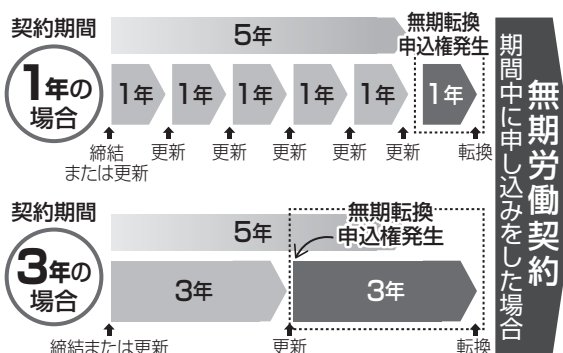 契約期間
1年の
場合
5年
無期転換
申込権発生
1年
1年
1年
1年
1年
1年
締結
または更新
更新
更新
更新
更新
更新
転換
契約期間
3年の
場合
5年
無期転換
申込権発生
3年
3年
締結または更新
更新
転換
無期労働契約
期間中に申し込みをした場合